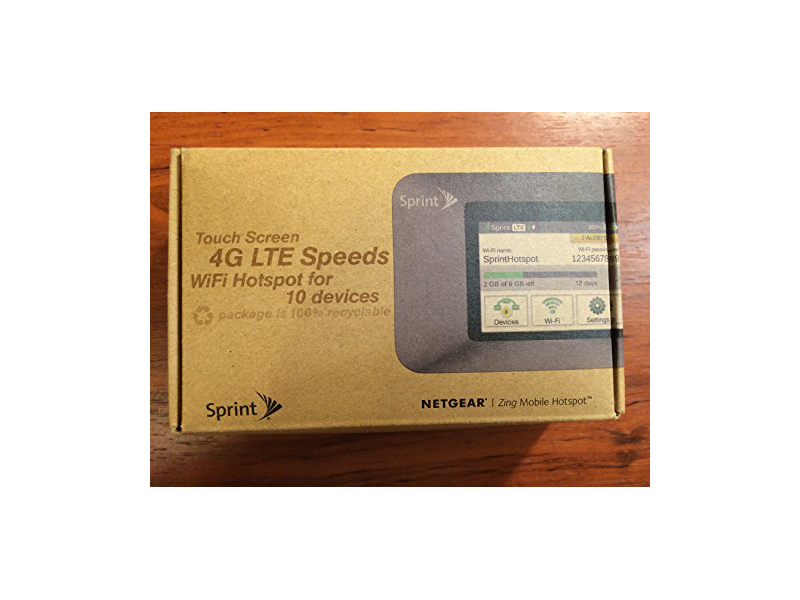 Sprint
Sprint LTE
100%
2 ALERTS
Wi-Fi name
SprintHotspot
2 GB of 6 GB left
12 days
Devices
Wi-Fi
Settings
Touch Screen
4G LTE Speeds
WiFi Hotspot for
10 devices
package is 100% recyclable
Sprint
NETGEAR® | Zing Mobile Hotspot™